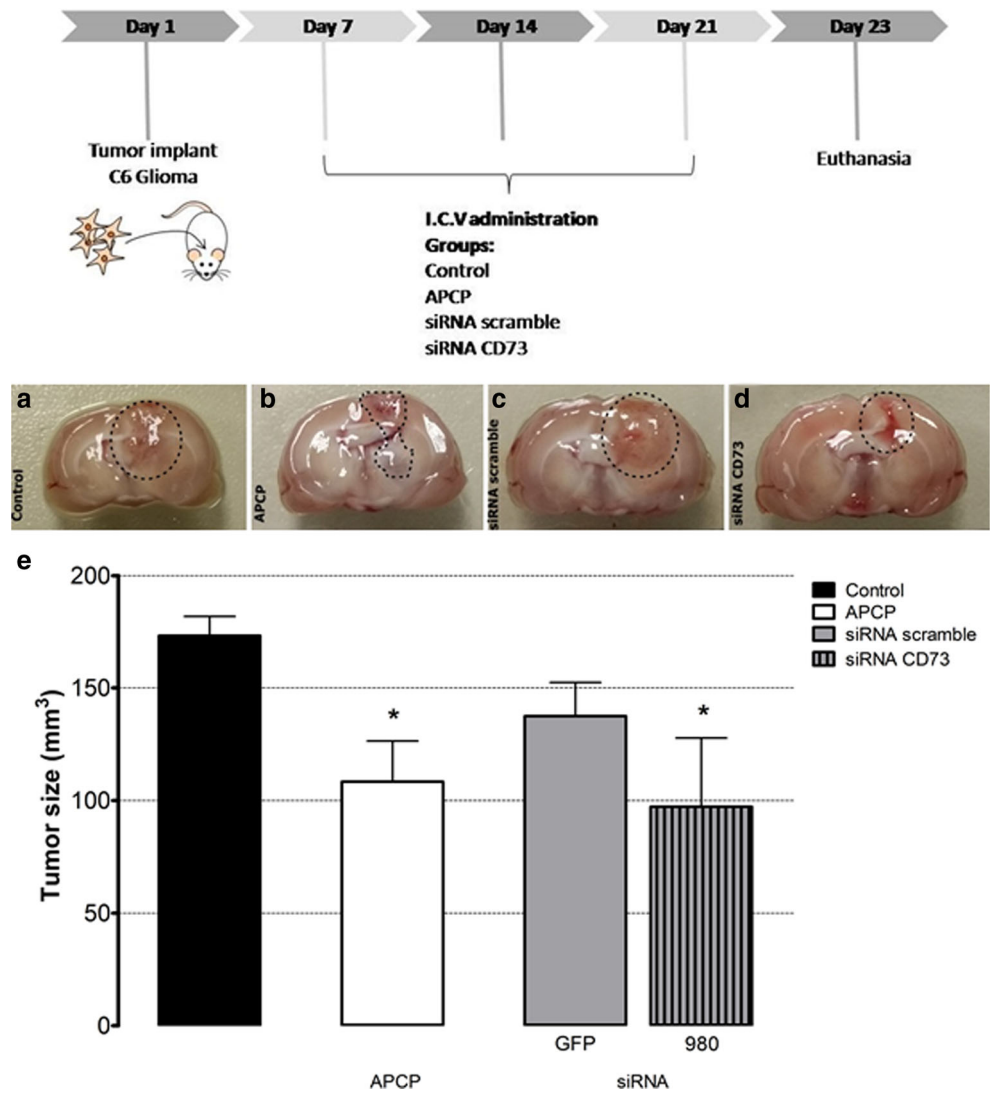 Day 1 Day 7 Day 14 Day 21 Day 23
Tumor implant
C6 Glioma
Euthanasia
I.C.V administration
Groups:
Control
APCP
siRNA scramble
siRNA CD73
a b c d
Control
APCP
siRNA scramble
siRNA CD73
e
Tumor size (mm³)
200
150
100
50
0
*
*
Control
APCP
siRNA scramble
siRNA CD73
GFP 980
APCP siRNA